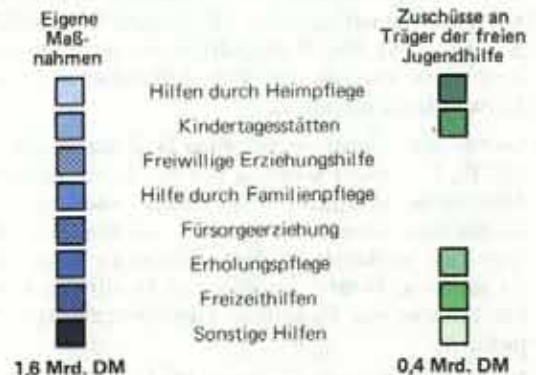 Eigene
Maß-
nahmen
Zuschüsse an
Träger der freien
Jugendhilfe
Hilfen durch Heimpflege
Kindertagesstätten
Freiwillige Erziehungshilfe
Hilfe durch Familienpflege
Fürsorgeerziehung
Erholungspflege
Freizeithilfen
Sonstige Hilfen
1,6 Mrd. DM
0,4 Mrd. DM